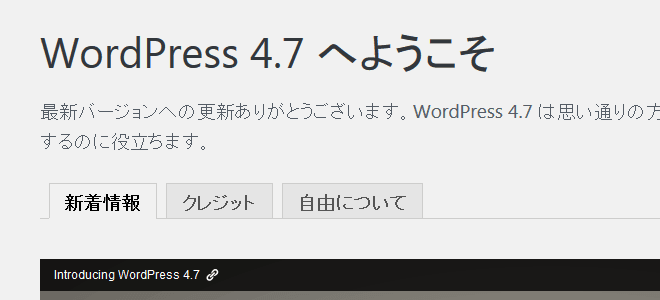 WordPress 4.7 へようこそ
最新バージョンへの更新ありがとうございます。WordPress 4.7 は思い通りの方
するのに役立ちます。
新着情報 クレジット 自由について
Introducing WordPress 4.7